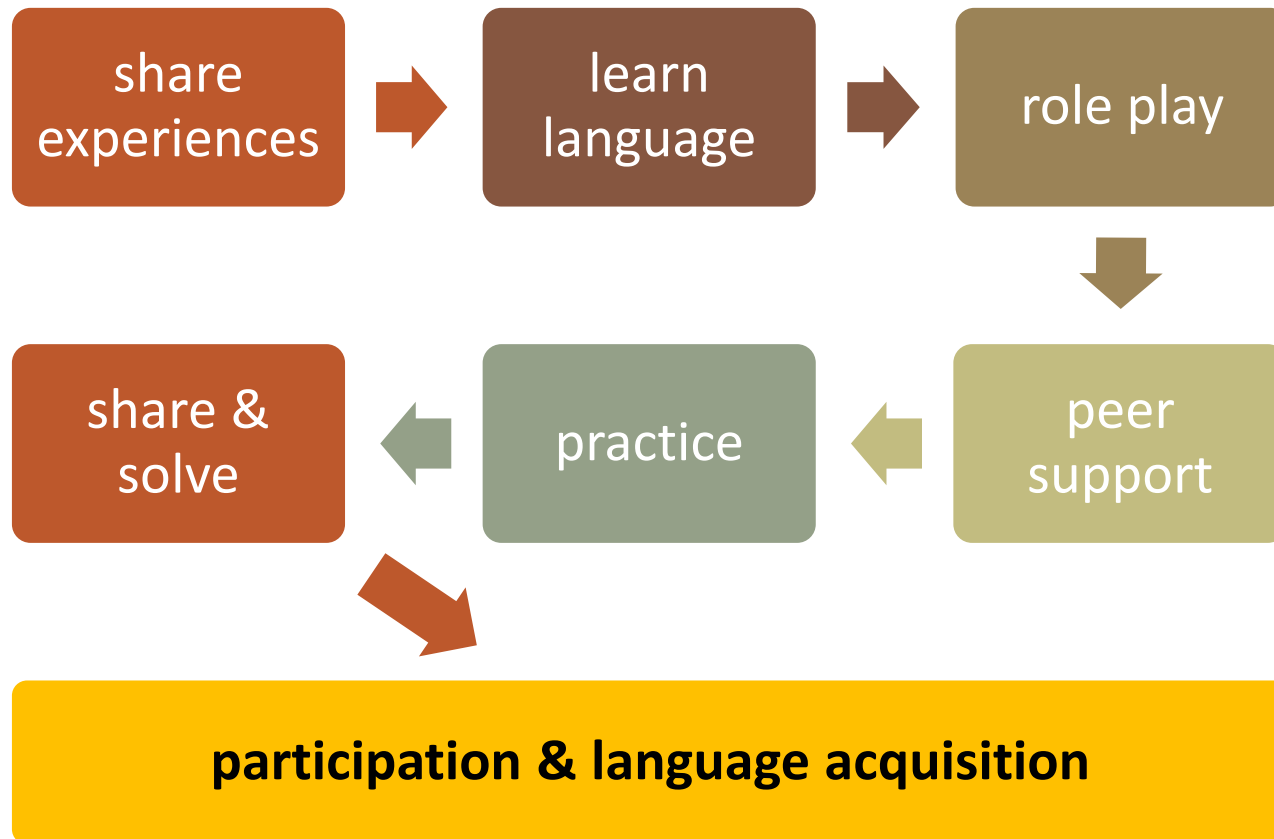 share
experiences
learn
language
role play
peer
support
practice
share &
solve
participation & language acquisition